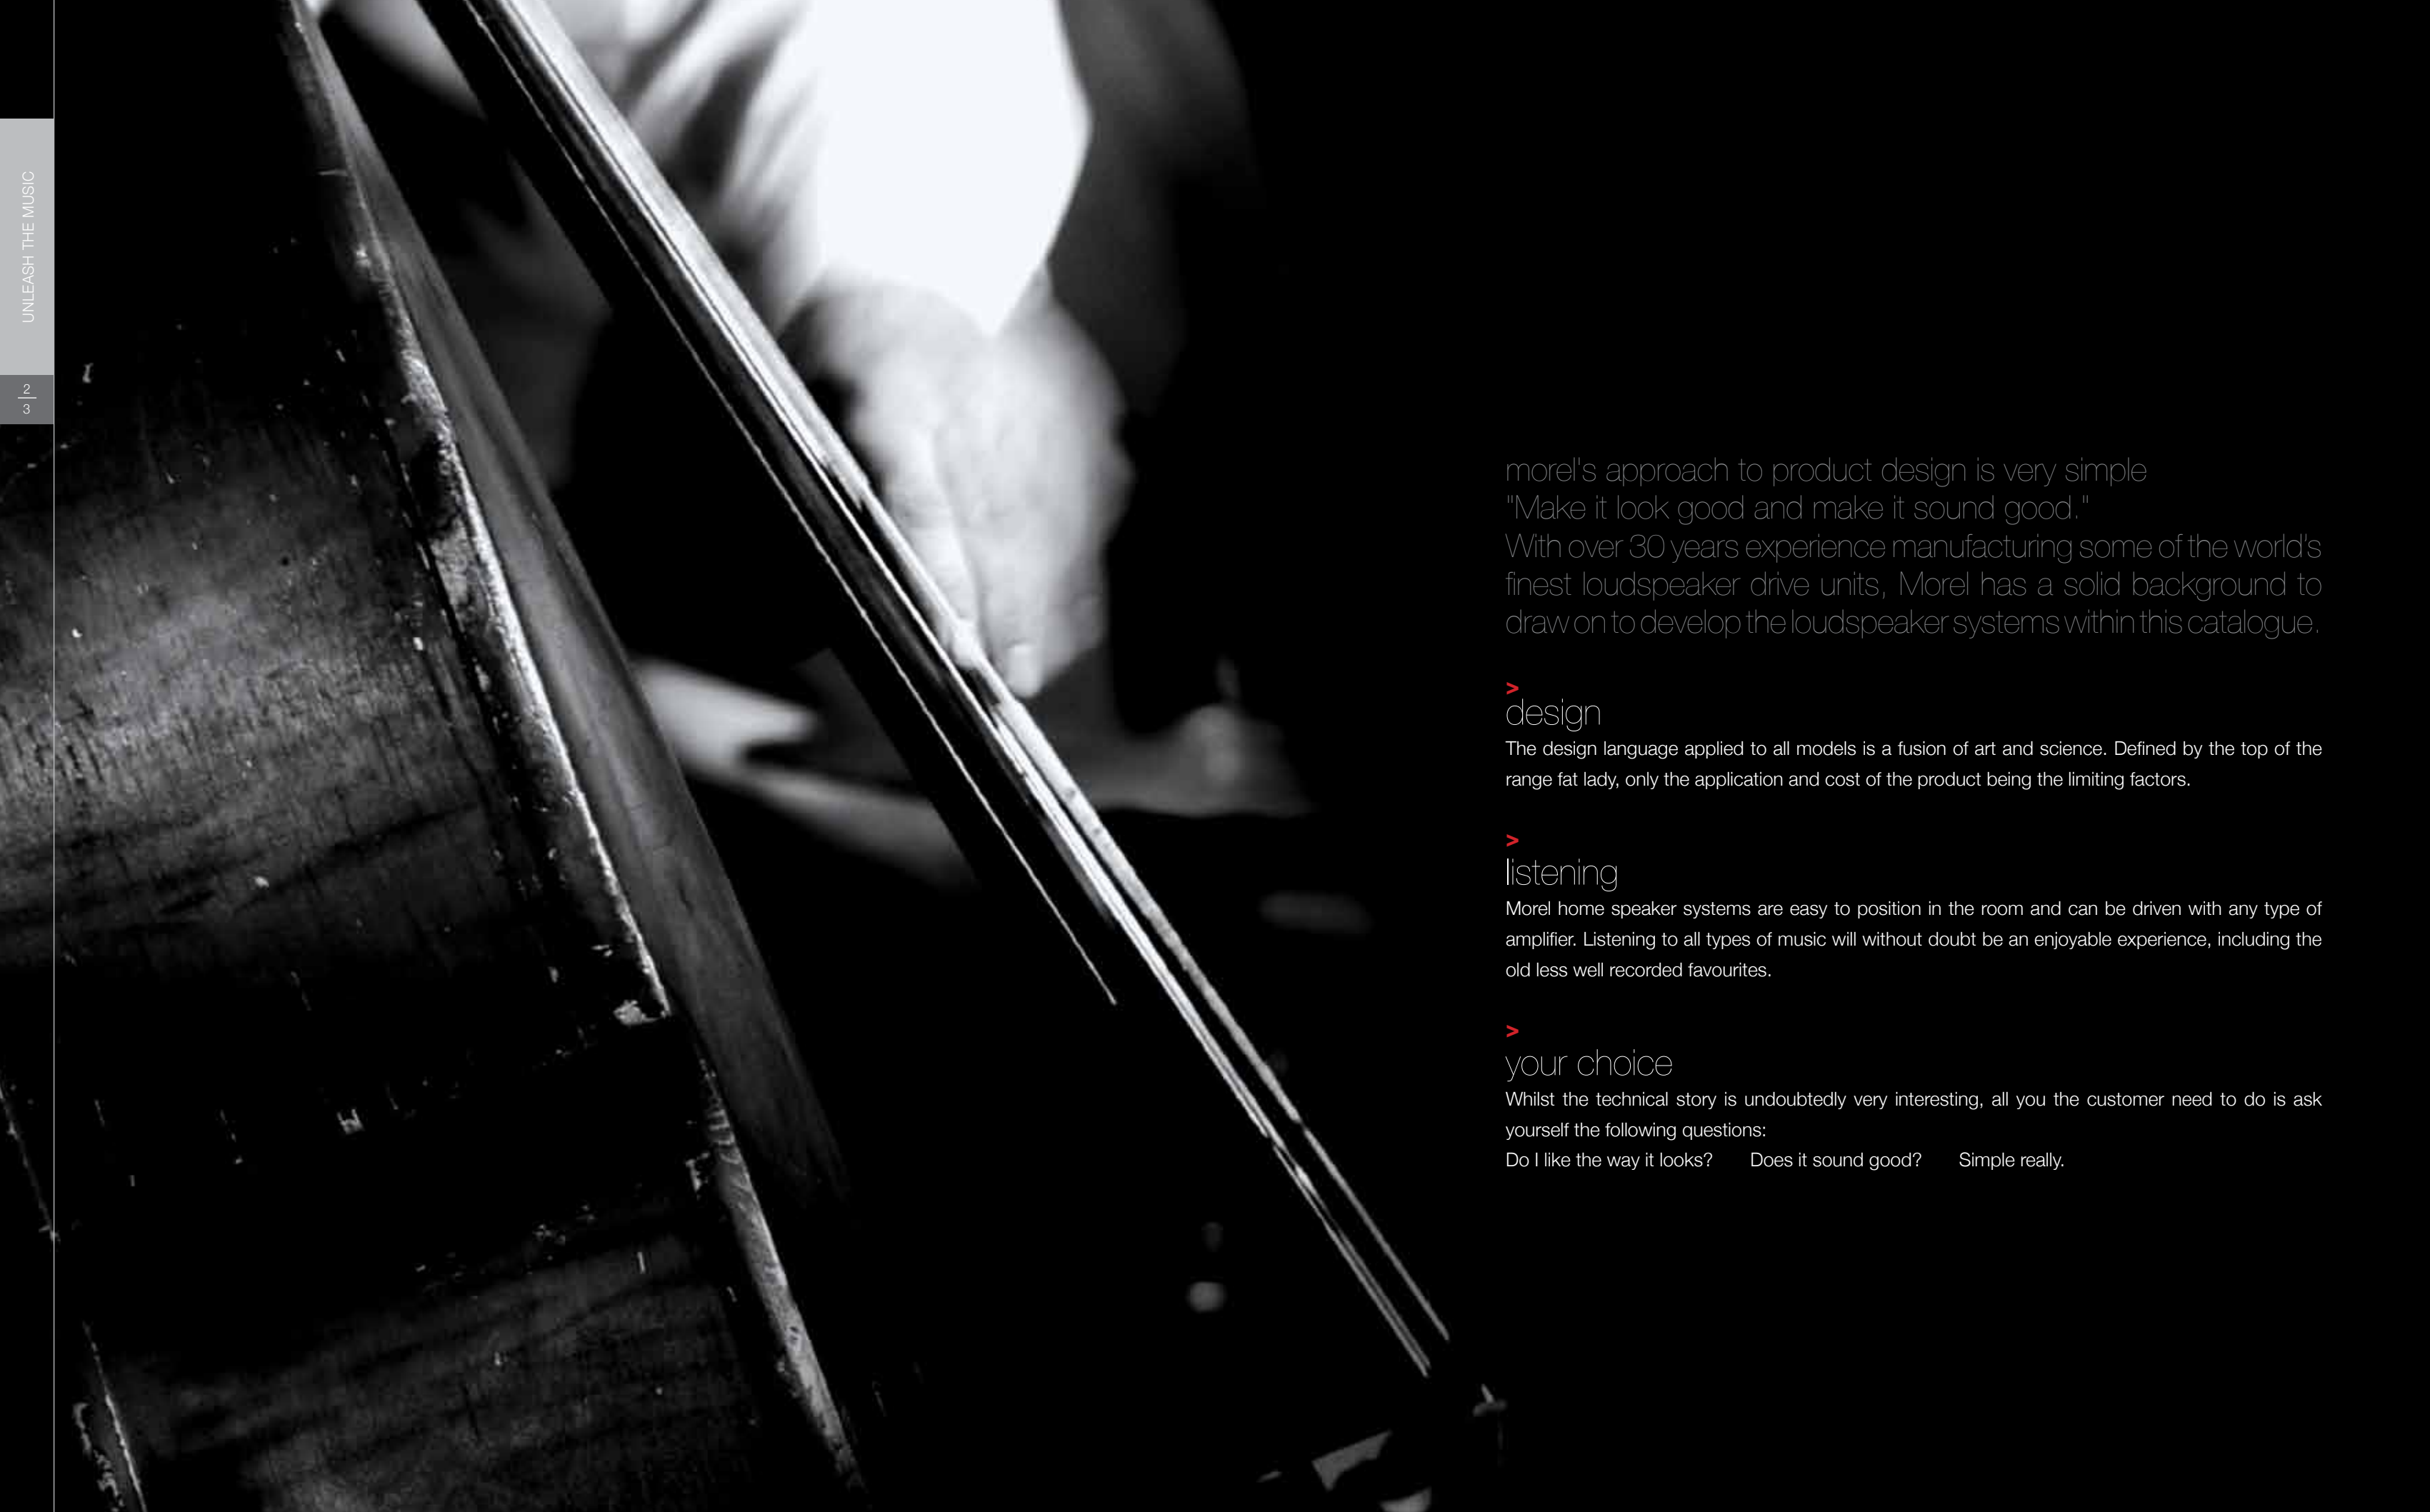 UNLEASH THE MUSIC
2
3
morel's approach to product design is very simple
"Make it look good and make it sound good."
With over 30 years experience manufacturing some of the world's
finest loudspeaker drive units, Morel has a solid background to
draw on to develop the loudspeaker systems within this catalogue.
>
design
The design language applied to all models is a fusion of art and science. Defined by the top of the
range fat lady, only the application and cost of the product being the limiting factors.
>
listening
Morel home speaker systems are easy to position in the room and can be driven with any type of
amplifier. Listening to all types of music will without doubt be an enjoyable experience, including the
old less well recorded favourites.
>
your choice
Whilst the technical story is undoubtedly very interesting, all you the customer need to do is ask
yourself the following questions:
Do I like the way it looks? Does it sound good? Simple really.